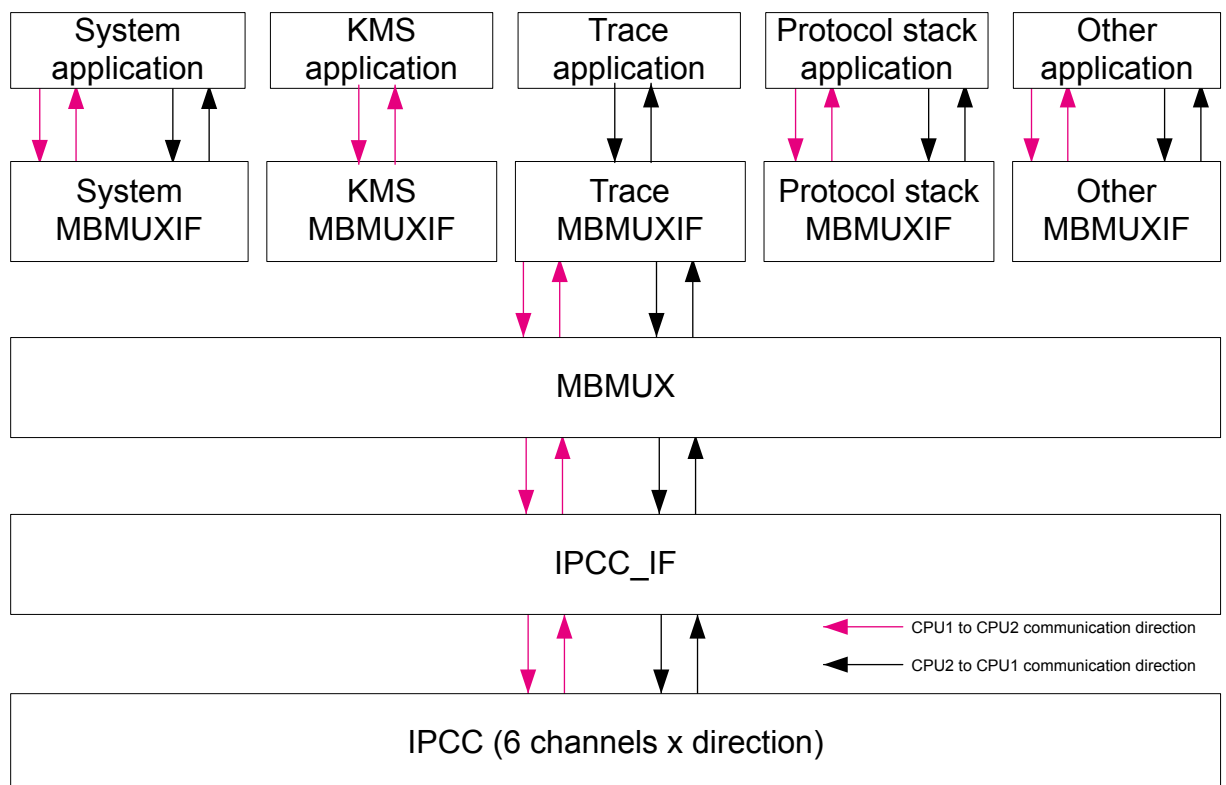 System
application
KMS
application
Trace
application
Protocol stack
application
Other
application
System
MBMUXIF
KMS
MBMUXIF
Trace
MBMUXIF
Protocol stack
MBMUXIF
Other
MBMUXIF
MBMUX
IPCC_IF
CPU1 to CPU2 communication direction
CPU2 to CPU1 communication direction
IPCC (6 channels x direction)